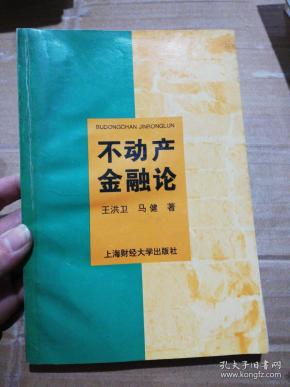 BUDONGCHAN JINRONGLUN
不动产
金融论
王洪卫 马健 著
上海财经大学出版社
孔夫子旧书网